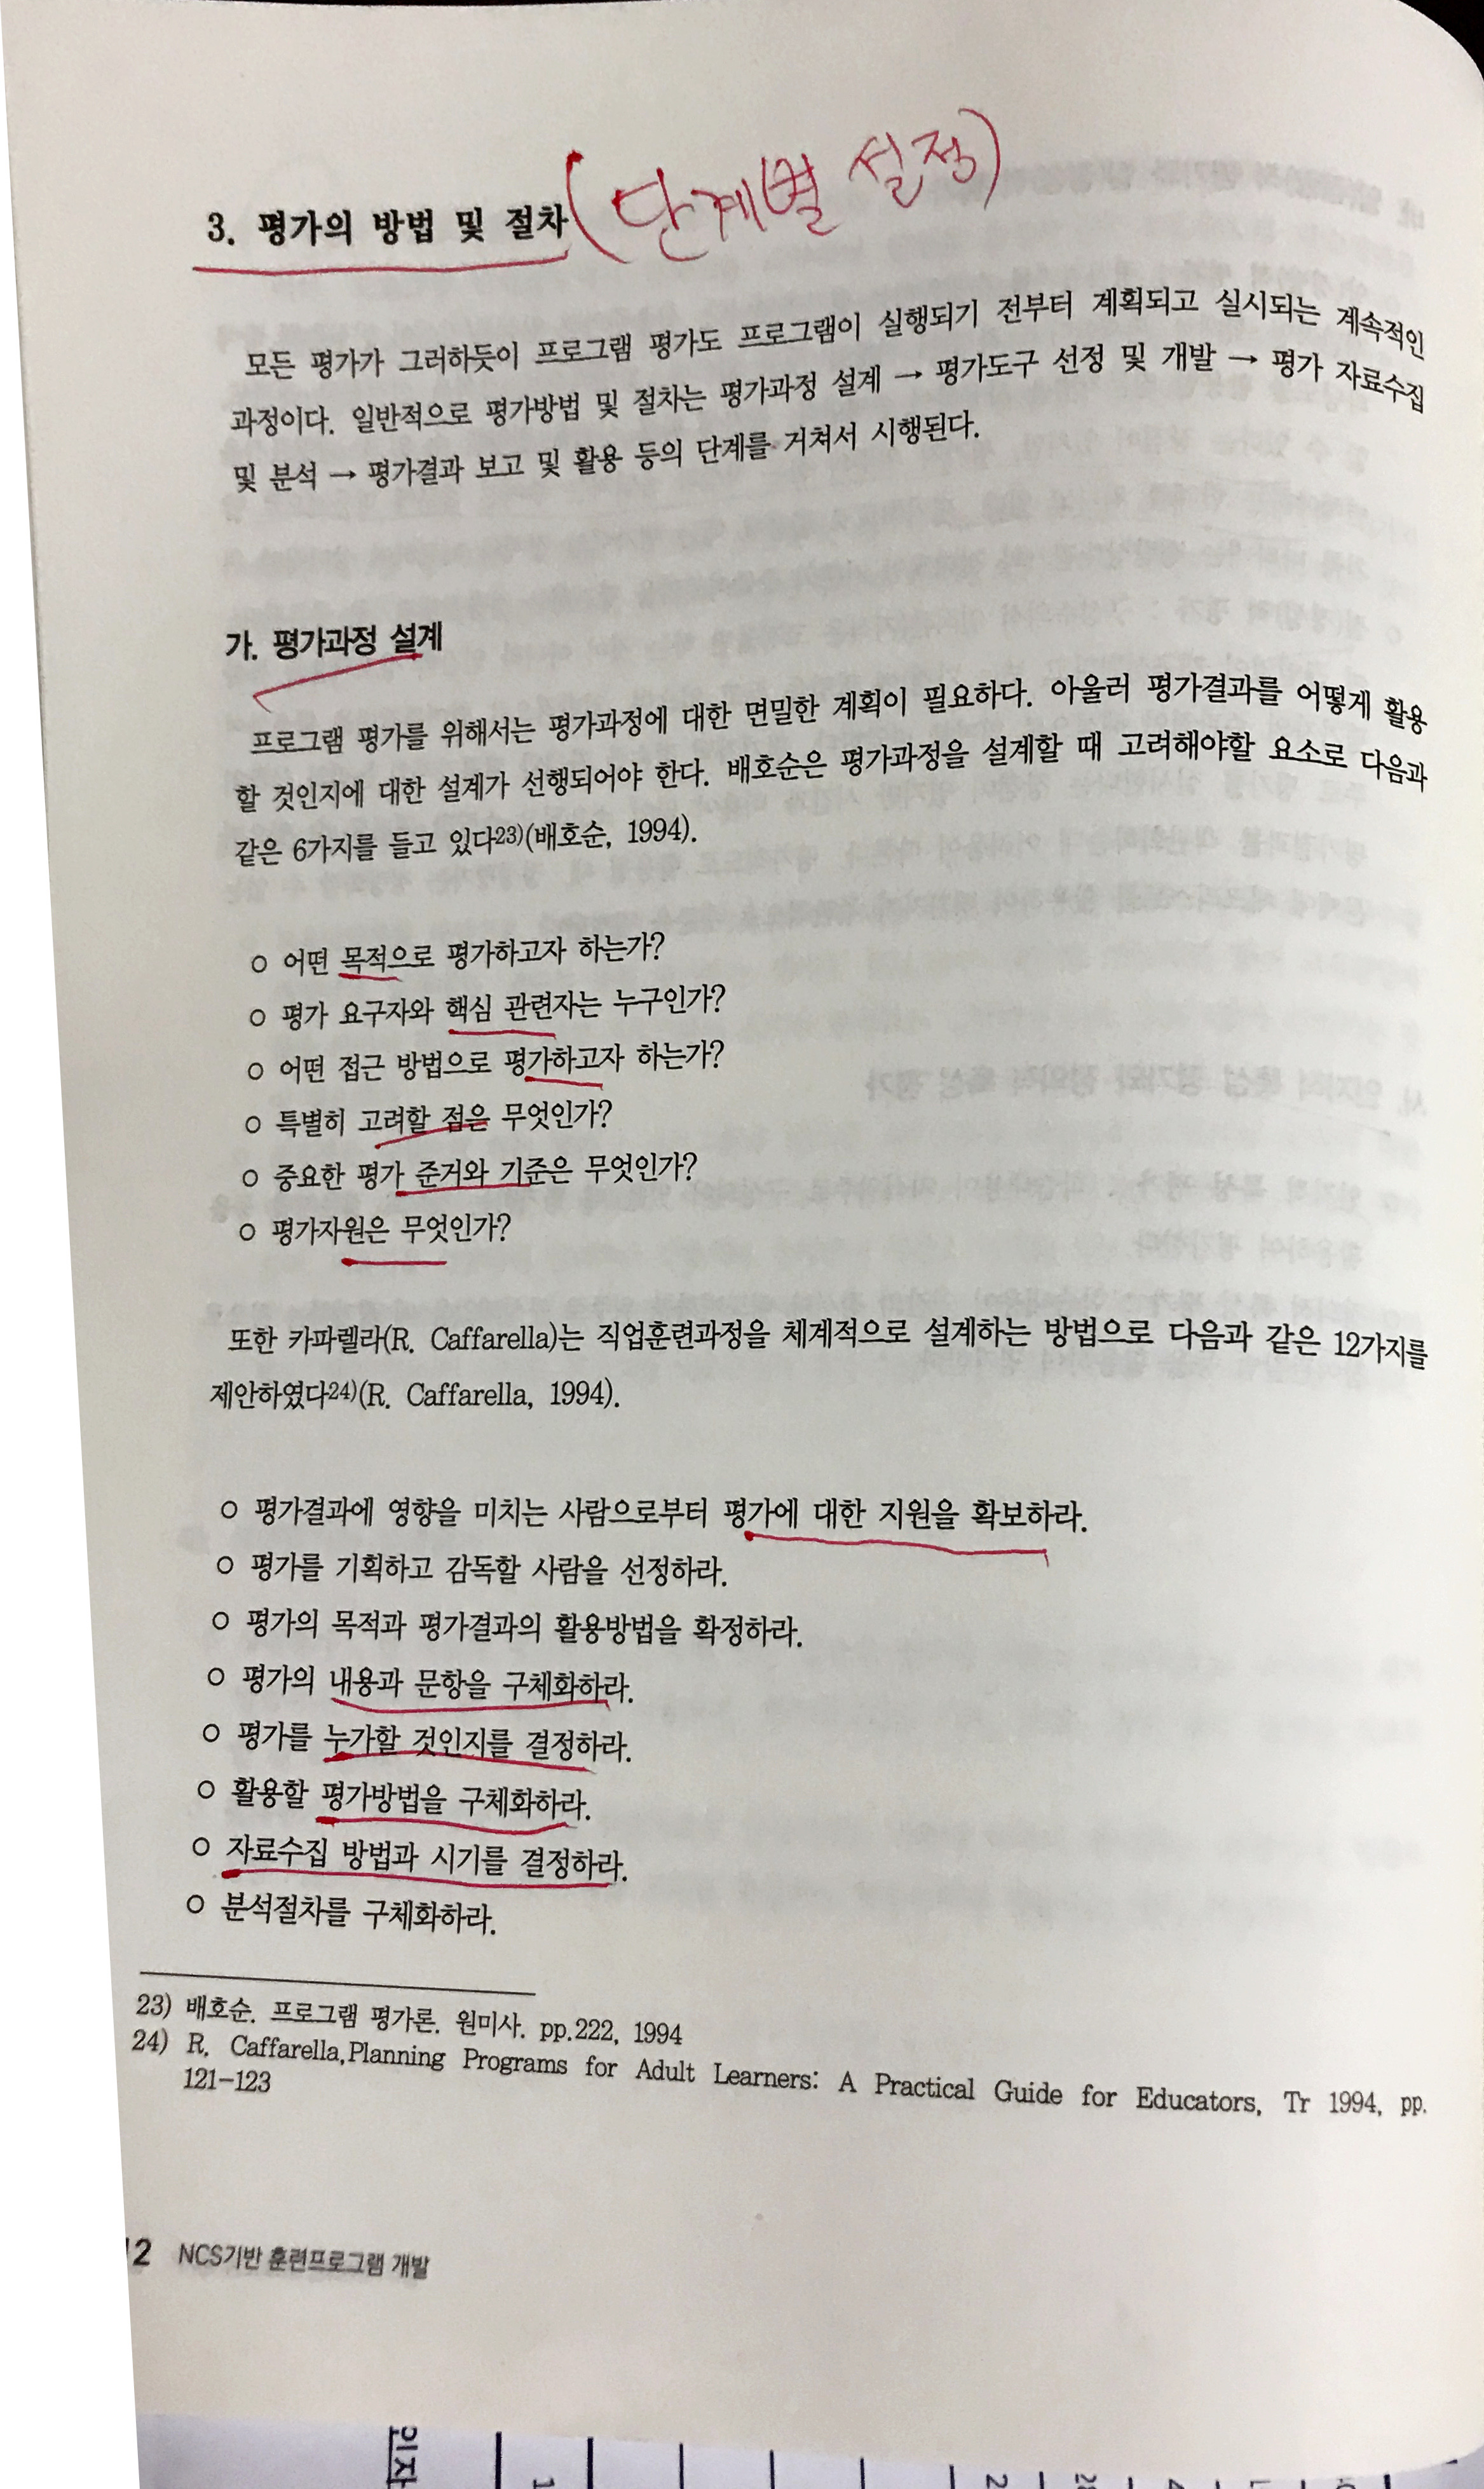 3. 평가의 방법 및 절차(단계별 설정)
모든 평가가 그러하듯이 프로그램 평가도 프로그램이 실행되기 전부터 계획되고 실시되는 계속적인
과정이다. 일반적으로 평가방법 및 절차는 평가과정 설계 → 평가도구 선정 및 개발 → 평가 자료수집
및 분석 → 평가결과 보고 및 활용 등의 단계를 거쳐서 시행된다.
가. 평가과정 설계
프로그램 평가를 위해서는 평가과정에 대한 면밀한 계획이 필요하다. 아울러 평가결과를 어떻게 활용
할 것인지에 대한 설계가 선행되어야 한다. 배호순은 평가과정을 설계할 때 고려해야할 요소로 다음과
같은 6가지를 들고 있다23)(배호순, 1994).
○ 어떤 목적으로 평가하고자 하는가?
○ 평가 요구자와 핵심 관련자는 누구인가?
○ 어떤 접근 방법으로 평가하고자 하는가?
○ 특별히 고려할 점은 무엇인가?
○ 중요한 평가 준거와 기준은 무엇인가?
○ 평가자원은 무엇인가?
또한 카파렐라(R. Caffarella)는 직업훈련과정을 체계적으로 설계하는 방법으로 다음과 같은 12가지를
제안하였다24)(R. Caffarella, 1994).
○ 평가결과에 영향을 미치는 사람으로부터 평가에 대한 지원을 확보하라.
○ 평가를 기획하고 감독할 사람을 선정하라.
○ 평가의 목적과 평가결과의 활용방법을 확정하라.
○ 평가의 내용과 문항을 구체화하라.
○ 평가를 누가할 것인지를 결정하라.
○ 활용할 평가방법을 구체화하라.
○ 자료수집 방법과 시기를 결정하라.
○ 분석절차를 구체화하라.
23) 배호순. 프로그램 평가론. 원미사. pp.222, 1994
24) R. Caffarella,Planning Programs for Adult Learners: A Practical Guide for Educators, Tr 1994, pp.
121-123
12 NCS기반 훈련프로그램 개발